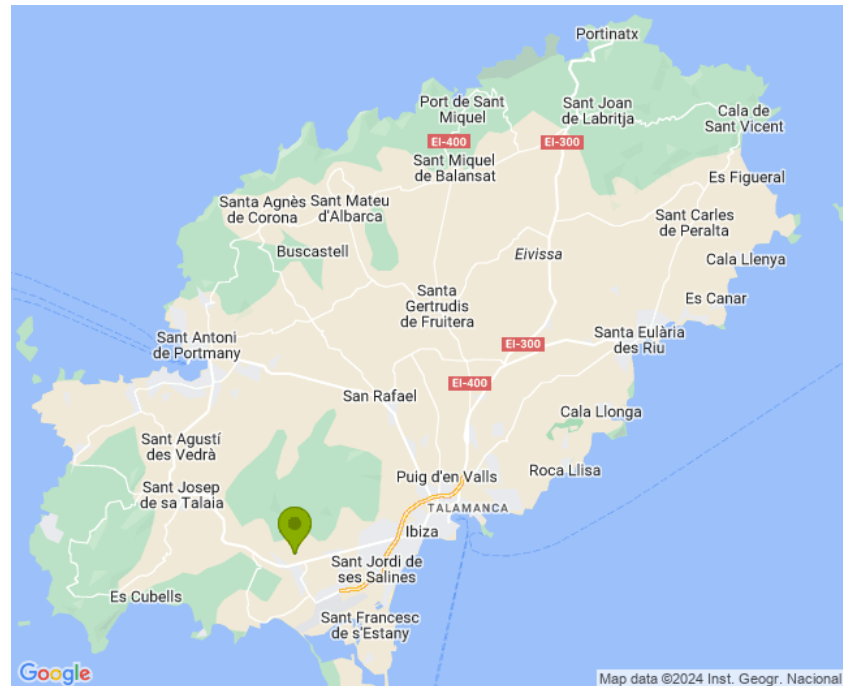 Portinatx
Port de Sant
Miquel
Sant Joan
de Labritja
Cala de
Sant Vicent
EI-400
EI-300
Sant Miquel
de Balansat
Es Figueral
Santa Agnès
de Corona
Sant Mateu
d'Albarca
Sant Carles
de Peralta
Buscastell
Eivissa
Cala Llenya
Santa
Gertrudis
de Fruitera
Es Canar
Sant Antoni
de Portmany
EI-300
Santa Eulària
des Riu
EI-400
San Rafael
Cala Llonga
Sant Agustí
des Vedrà
Puig d'en Valls
Roca Llisa
Sant Josep
de sa Talaia
TALAMANCA
Ibiza
Sant Jordi de
ses Salines
Es Cubells
Sant Francesc
de s'Estany
Google
Map data ©2024 Inst. Geogr. Nacional